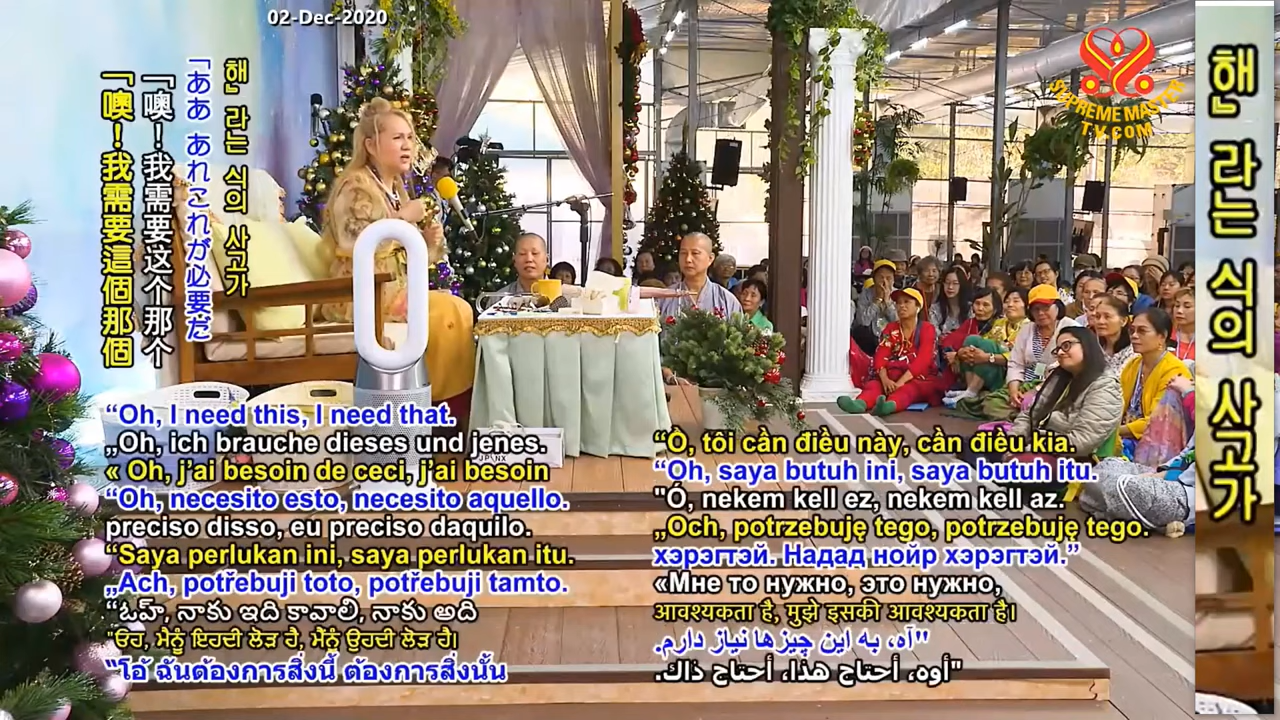 02-Dec-2020
SUPREME MASTER
TV.COM
해」 라는 식의 사고가
「ああ あれこれが必要だ
「噢！我需要这个那个
「噢！我需要這個那個
“Oh, I need this, I need that.
„Oh, ich brauche dieses und jenes.
« Oh, j’ai besoin de ceci, j’ai besoin
“Oh, necesito esto, necesito aquello.
preciso disso, eu preciso daquilo.
“Saya perlukan ini, saya perlukan itu.
„Ach, potřebuji toto, potřebuji tamto.
“ఓహ్, నాకు ఇది కావాలి, నాకు అది
"ਓਹ, ਮੈਨੂੰ ਇਹਦੀ ਲੋੜ ਹੈ, ਮੈਨੂੰ ਉਹਦੀ ਲੋੜ ਹੈ।
“โอ้ ฉันต้องการสิ่งนี้ ต้องการสิ่งนั้น
“Ồ, tôi cần điều này, cần điều kia.
“Oh, saya butuh ini, saya butuh itu.
"Ó, nekem kell ez, nekem kell az.
„Och, potrzebuję tego, potrzebuję tego.
хэрэгтэй. Надад нойр хэрэгтэй.”
«Мне то нужно, это нужно,
आवश्यकता है, मुझे इसकी आवश्यकता है।
"آه، به این چیزها نیاز دارم.
"أوه، أحتاج هذا، أحتاج ذاك.
해」 라는 식의 사고가